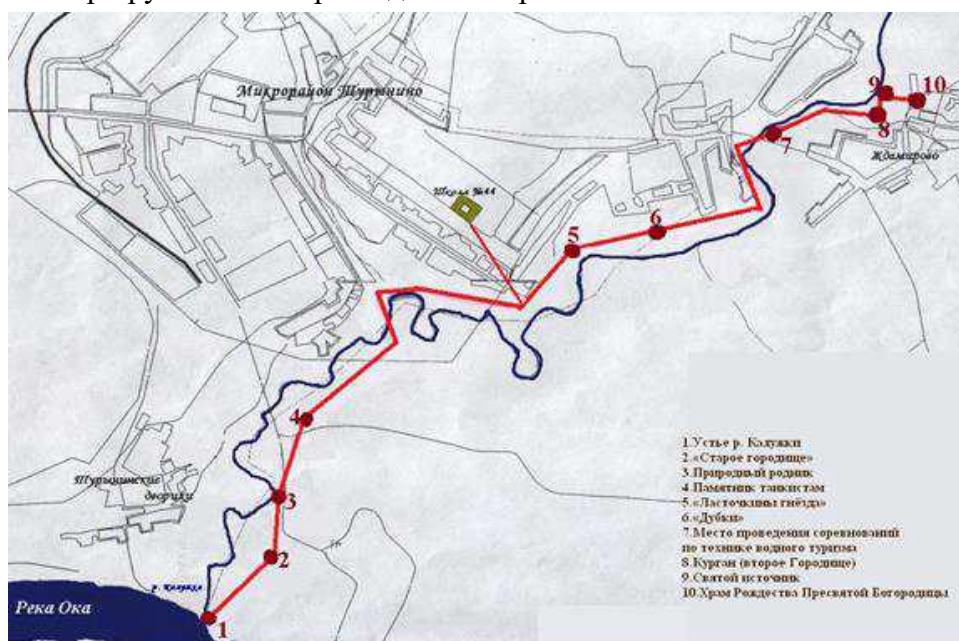 Микрорайон Турынино
9
10
8
7
Ждамирово
Школа №44
6
5
4
Турынинские
дворики
3
2
р. Калужка
Река Ока
1
1.Устье р. Калужки
2.«Старое городище»
3.Природный родник
4.Памятник танкистам
5.«Ласточкины гнёзда»
6.«Дубки»
7.Место проведения соревнований
по технике водного туризма
8.Курган (второе Городище)
9.Святой источник
10.Храм Рождества Пресвятой Богородицы